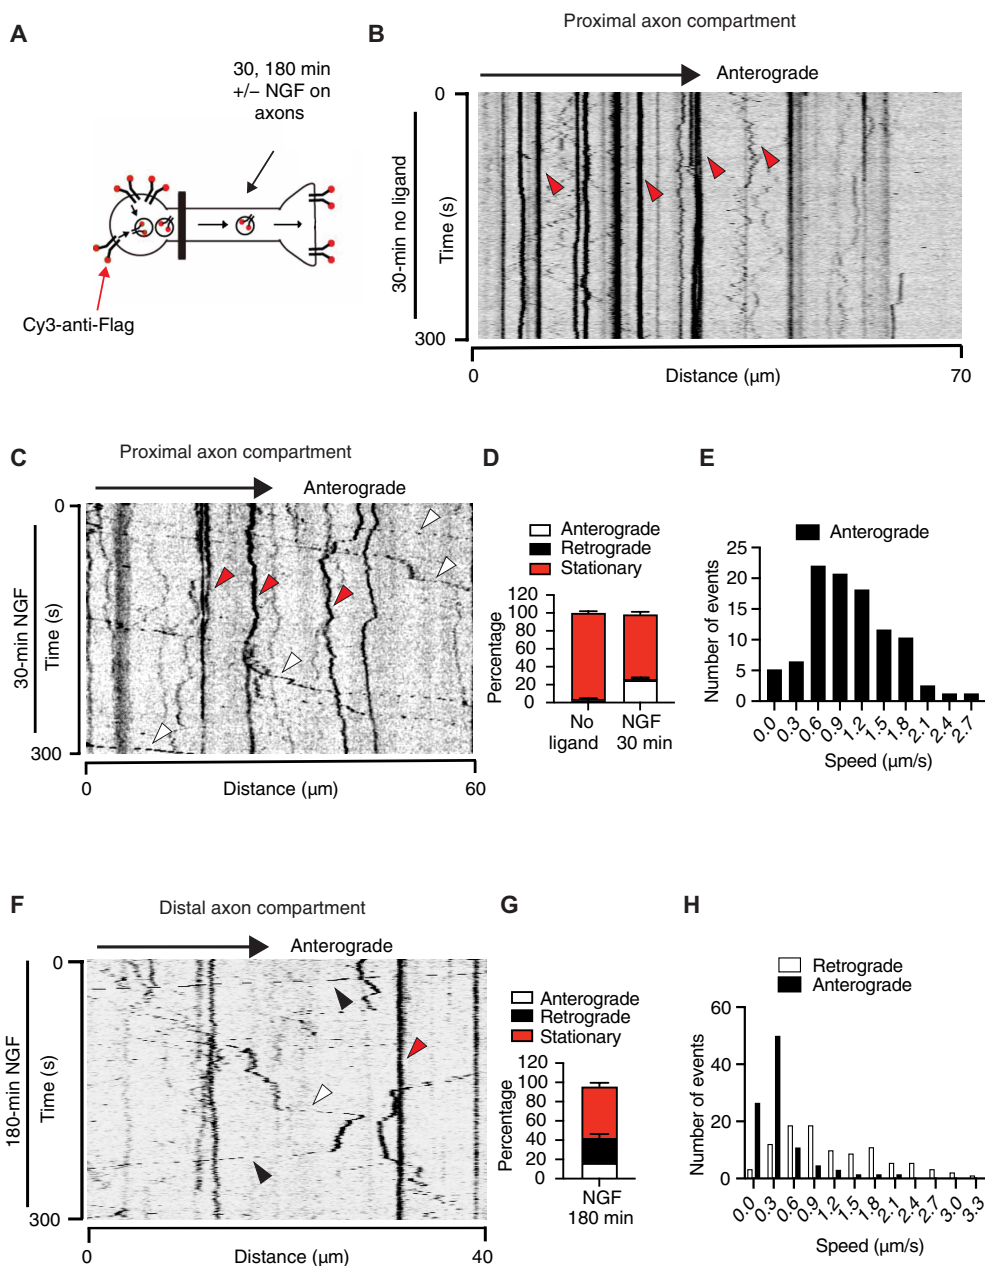 A
30, 180 min
+/– NGF on
axons
Cy3-anti-Flag
B
Proximal axon compartment
Anterograde
30-min no ligand
Time (s)
0
300
0
70
Distance (µm)
C
Proximal axon compartment
Anterograde
30-min NGF
Time (s)
0
300
0
60
Distance (µm)
D
Anterograde
Retrograde
Stationary
Percentage
120
100
80
60
40
20
0
No
ligand
NGF
30 min
E
Anterograde
Number of events
25
20
15
10
5
0
0.0 0.3 0.6 0.9 1.2 1.5 1.8 2.1 2.4 2.7
Speed (µm/s)
F
Distal axon compartment
Anterograde
180-min NGF
Time (s)
0
300
0
40
Distance (µm)
G
Anterograde
Retrograde
Stationary
Percentage
120
100
80
60
40
20
0
NGF
180 min
H
Retrograde
Anterograde
Number of events
60
40
20
0
0.0 0.3 0.6 0.9 1.2 1.5 1.8 2.1 2.4 2.7 3.0 3.3
Speed (µm/s)